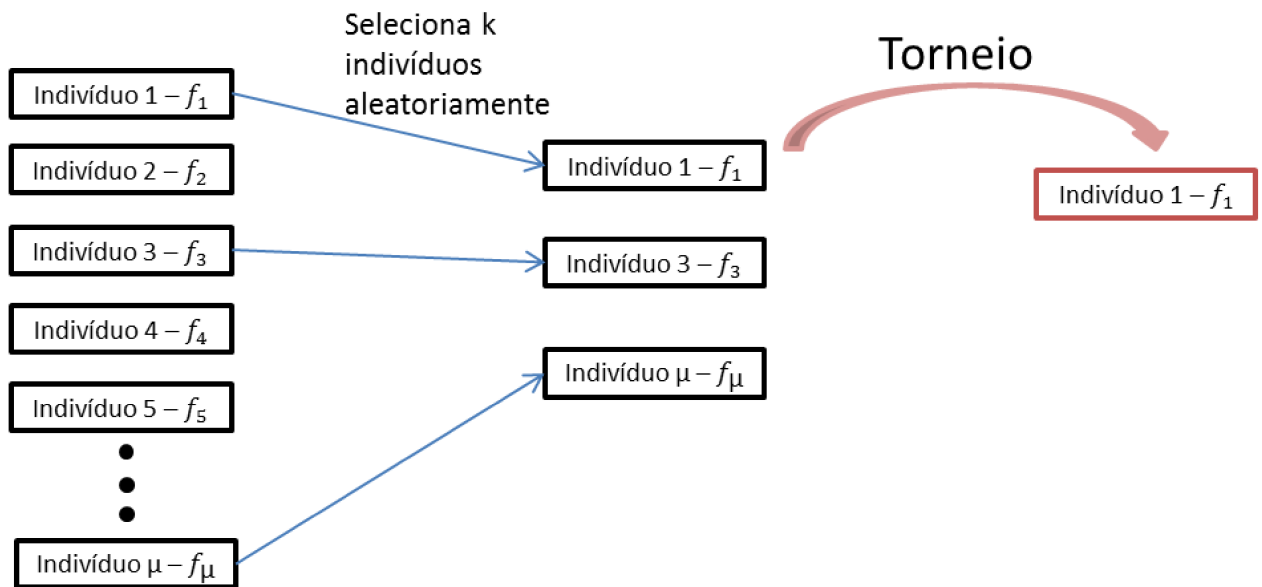 Seleciona k
indivíduos
aleatoriamente
Torneio
Indivíduo 1 – f₁
Indivíduo 2 – f₂
Indivíduo 3 – f₃
Indivíduo 4 – f₄
Indivíduo 5 – f₅
Indivíduo µ – fµ
Indivíduo 1 – f₁
Indivíduo 3 – f₃
Indivíduo µ – fµ
Indivíduo 1 – f₁